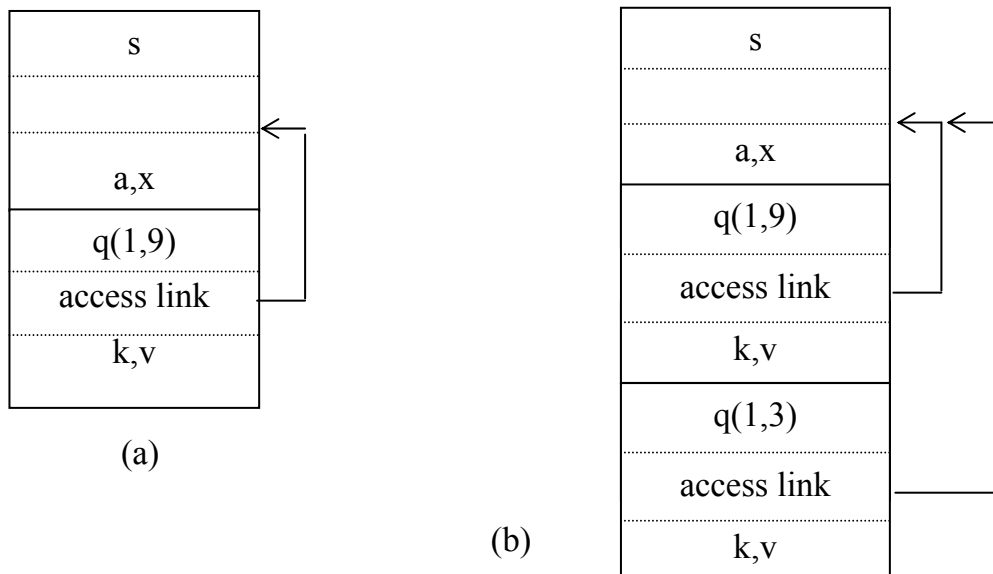 s
a,x
q(1,9)
access link
k,v
(a)
s
a,x
q(1,9)
access link
k,v
q(1,3)
access link
k,v
(b)